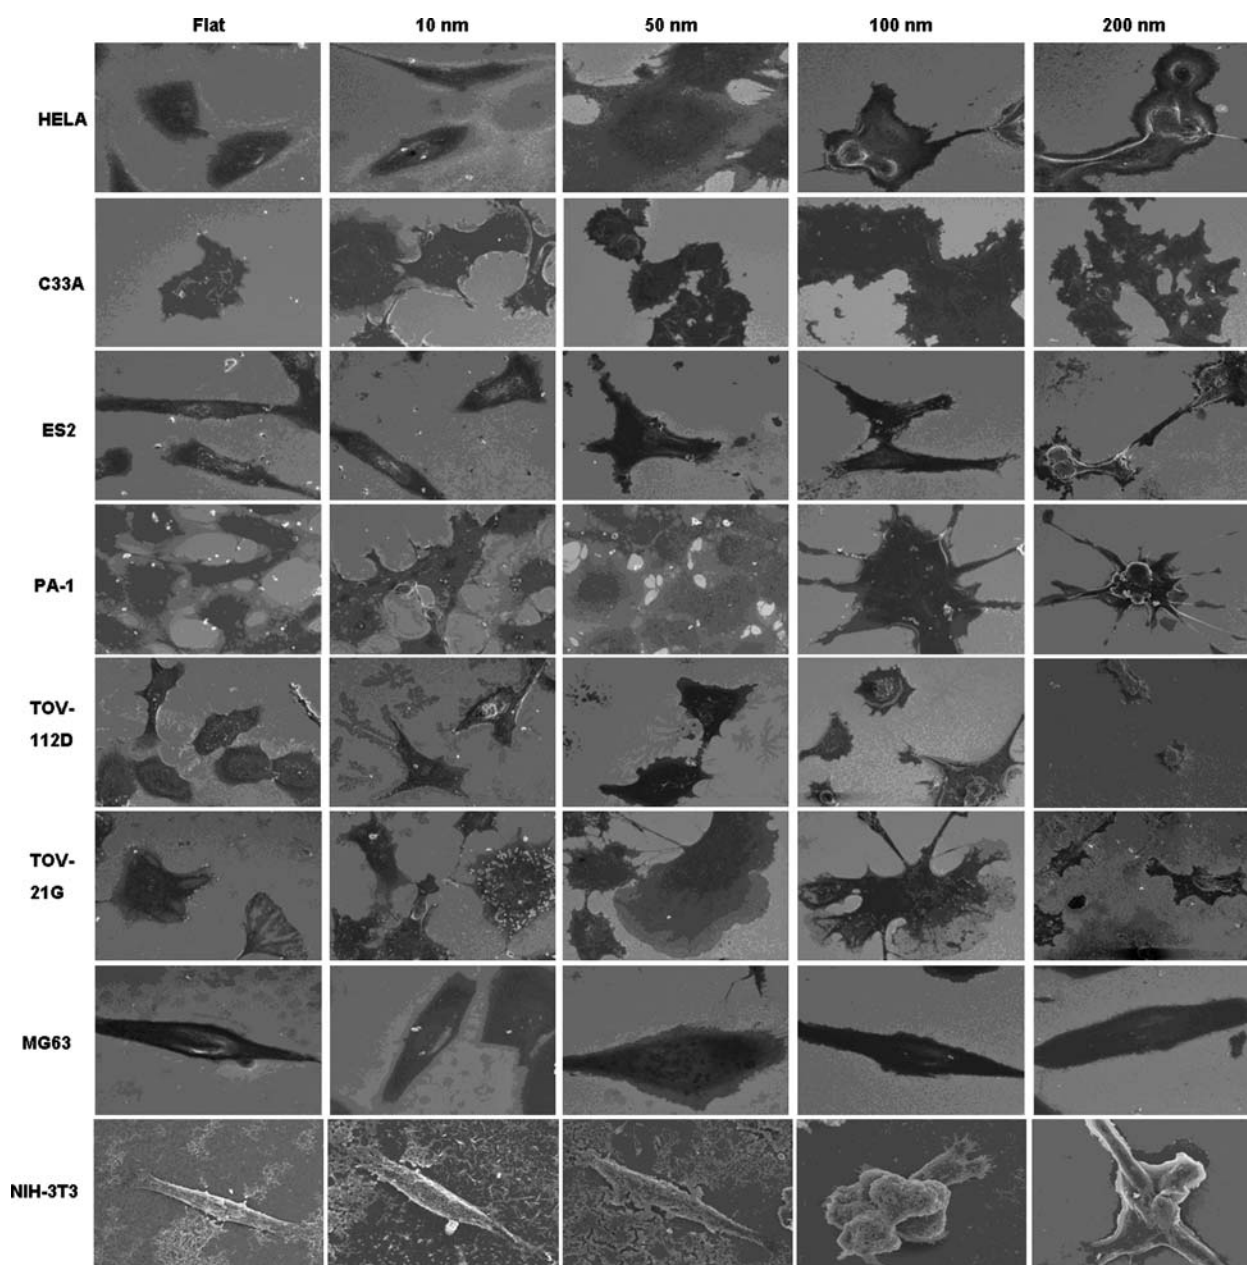 Flat 10 nm 50 nm 100 nm 200 nm
HELA
C33A
ES2
PA-1
TOV-
112D
TOV-
21G
MG63
NIH-3T3